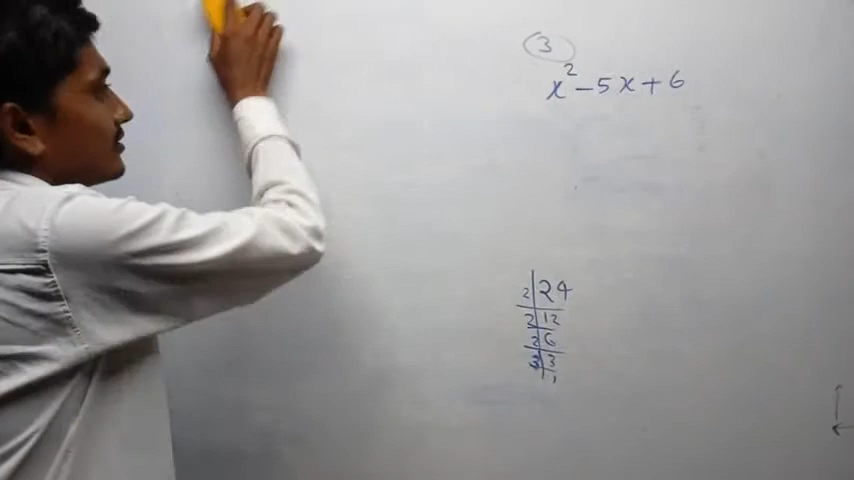 3
x² - 5x + 6
2 | 24
2 | 12
2 | 6
3 | 3
1